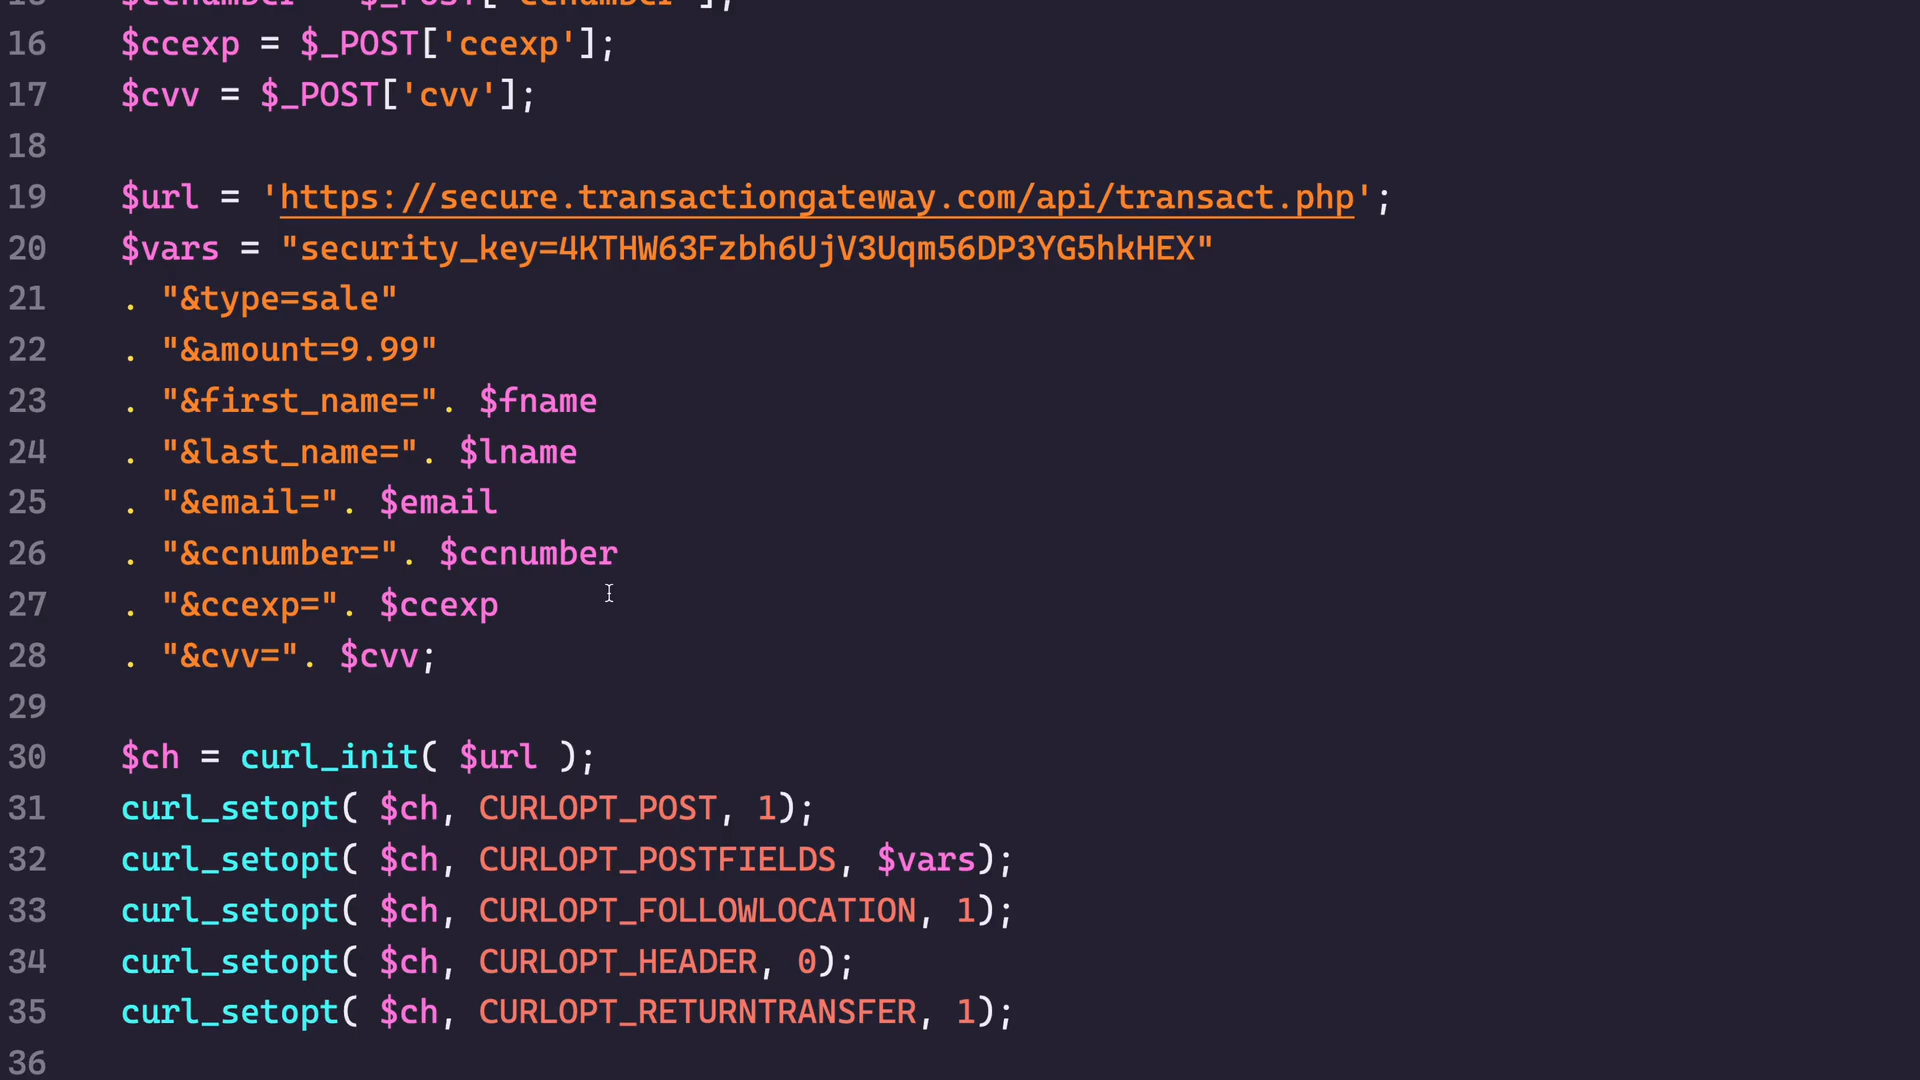 $ccnumber = $_POST['ccnumber'];
16 $ccexp = $_POST['ccexp'];
17 $cvv = $_POST['cvv'];
18
19 $url = 'https://secure.transactiongateway.com/api/transact.php';
20 $vars = "security_key=4KTHW63Fzbh6UjV3Uqm56DP3YG5hkHEX"
21 . "&type=sale"
22 . "&amount=9.99"
23 . "&first_name=". $fname
24 . "&last_name=". $lname
25 . "&email=". $email
26 . "&ccnumber=". $ccnumber
27 . "&ccexp=". $ccexp
28 . "&cvv=". $cvv;
29
30 $ch = curl_init( $url );
31 curl_setopt( $ch, CURLOPT_POST, 1);
32 curl_setopt( $ch, CURLOPT_POSTFIELDS, $vars);
33 curl_setopt( $ch, CURLOPT_FOLLOWLOCATION, 1);
34 curl_setopt( $ch, CURLOPT_HEADER, 0);
35 curl_setopt( $ch, CURLOPT_RETURNTRANSFER, 1);
36